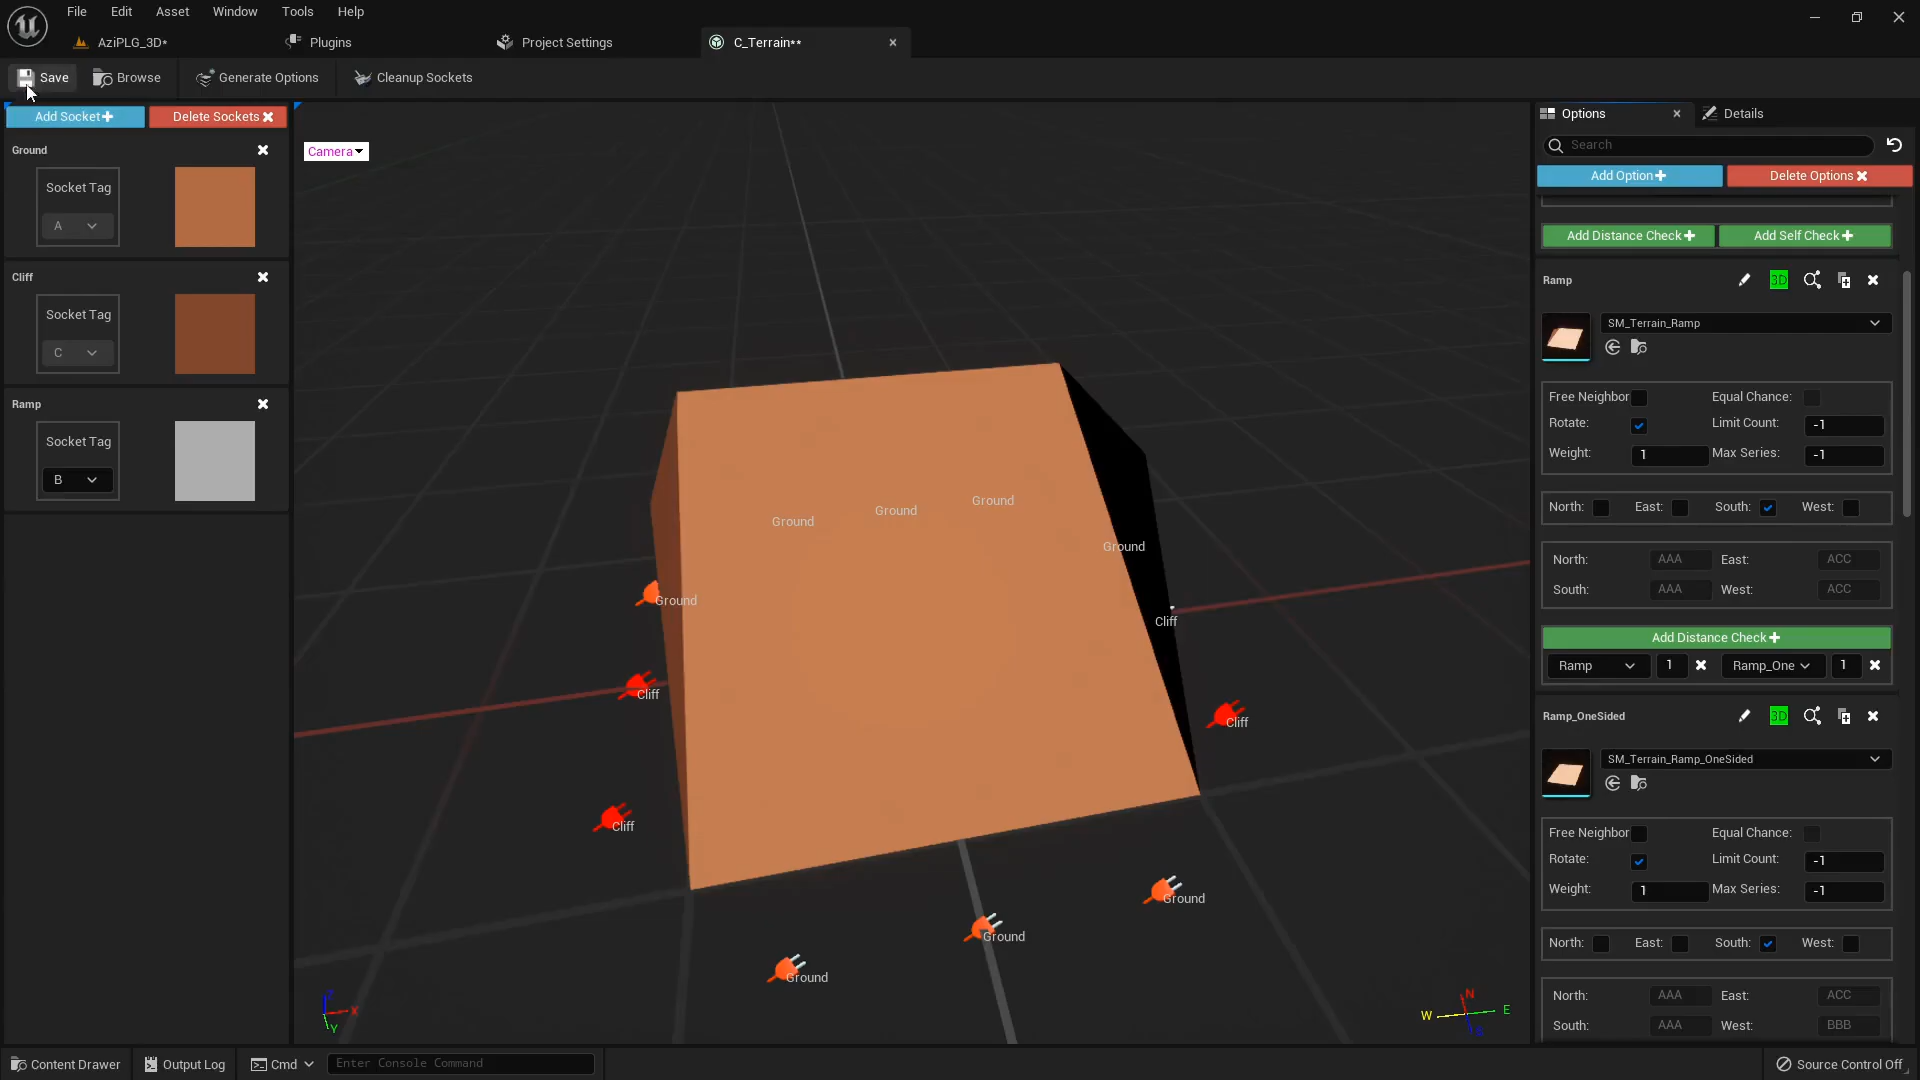 File Edit Asset Window Tools Help
AziPLG_3D* Plugins Project Settings C_Terrain**
Save Browse Generate Options Cleanup Sockets
Add Socket Delete Sockets
Ground
Socket Tag
A
Cliff
Socket Tag
C
Ramp
Socket Tag
B
Camera
Ground Ground Ground
Ground
Ground
Cliff
Cliff
Cliff
Cliff
Ground
Ground
Ground
Z
X
Y
N
W E
S
Options Details
Search
Add Option Delete Options
Add Distance Check Add Self Check
Ramp 3D
SM_Terrain_Ramp
Free Neighbor Equal Chance:
Rotate: Limit Count: -1
Weight: 1 Max Series: -1
North: East: South: West:
North: AAA East: ACC
South: AAA West: ACC
Add Distance Check
Ramp 1 Ramp_One 1
Ramp_OneSided 3D
SM_Terrain_Ramp_OneSided
Free Neighbor Equal Chance:
Rotate: Limit Count: -1
Weight: 1 Max Series: -1
North: East: South: West:
North: AAA East: ACC
South: AAA West: BBB
Content Drawer Output Log Cmd Enter Console Command Source Control Off